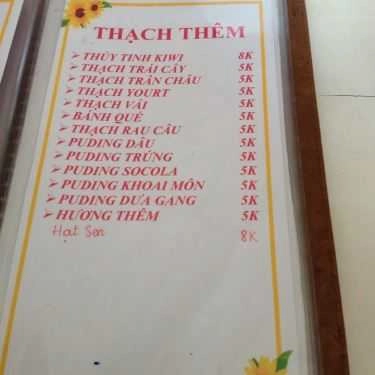 THẠCH THÊM
THỦY TINH KIWI 8K
THẠCH TRÁI CÂY 5K
THẠCH TRÂN CHÂU 5K
THẠCH YOURT 5K
THẠCH VẢI 5K
BÁNH QUẾ 5K
THẠCH RAU CÂU 5K
PUDING DÂU 5K
PUDING TRỨNG 5K
PUDING SOCOLA 5K
PUDING KHOAI MÔN 5K
PUDING DƯA GANG 5K
HƯƠNG THÊM 5K
Hạt Sen 8K